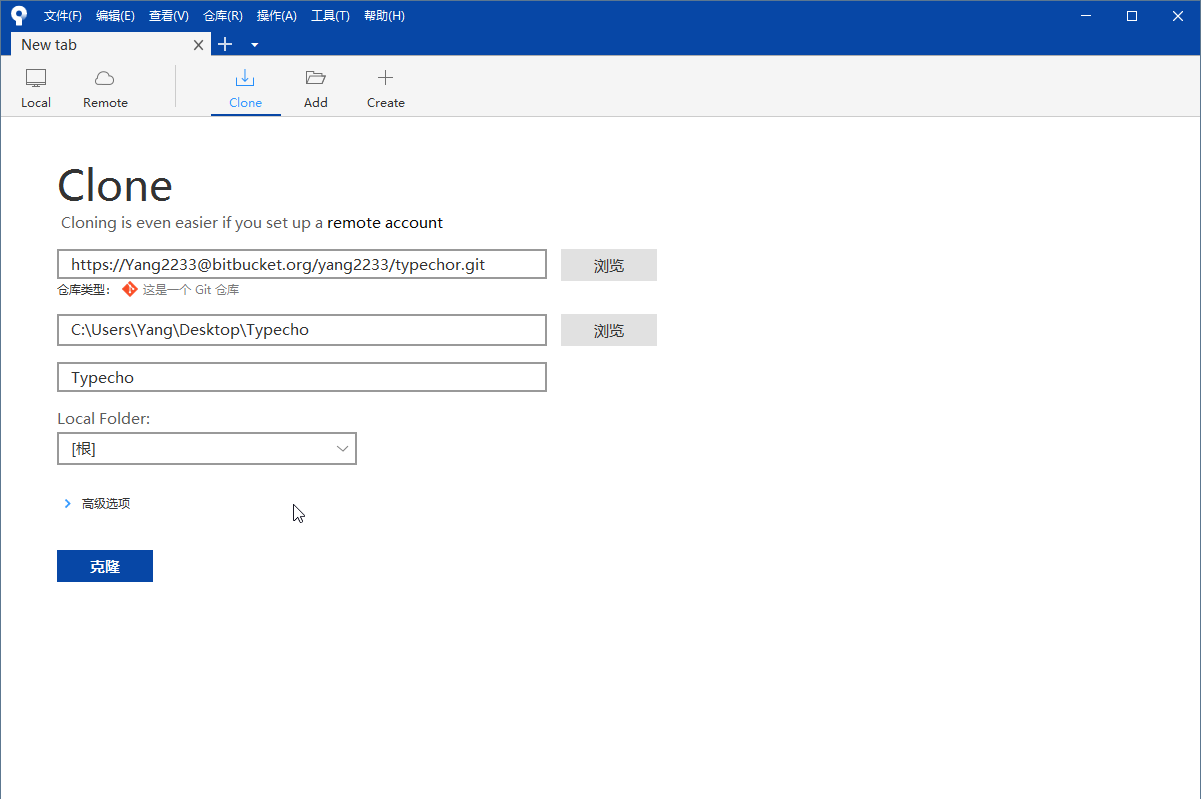 文件(F) 编辑(E) 查看(V) 仓库(R) 操作(A) 工具(T) 帮助(H)
New tab
Local Remote Clone Add Create
Clone
Cloning is even easier if you set up a remote account
https://Yang2233@bitbucket.org/yang2233/typechor.git 浏览
仓库类型: 这是一个 Git 仓库
C:\Users\Yang\Desktop\Typecho 浏览
Typecho
Local Folder:
[根]
高级选项
克隆